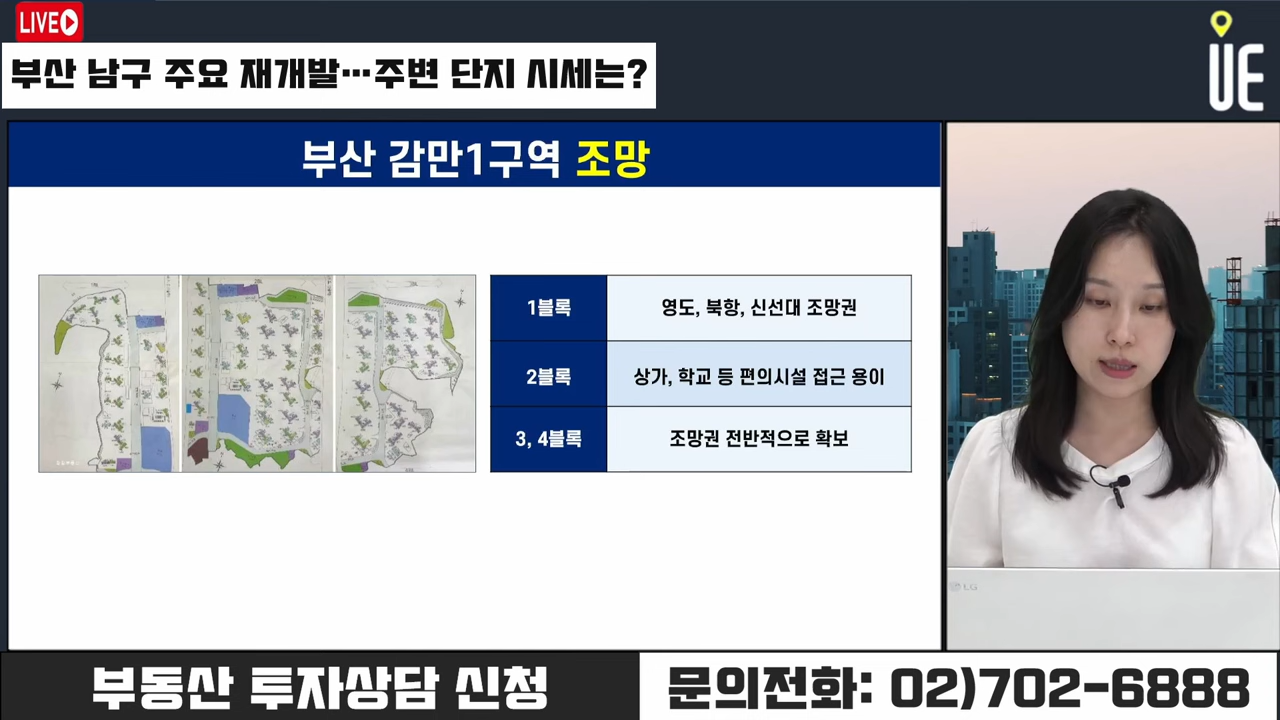 LIVE
부산 남구 주요 재개발…주변 단지 시세는?
UE
부산 감만1구역 조망
1블록
영도, 북항, 신선대 조망권
2블록
상가, 학교 등 편의시설 접근 용이
3, 4블록
조망권 전반적으로 확보
LG
부동산 투자상담 신청
문의전화: 02)702-6888